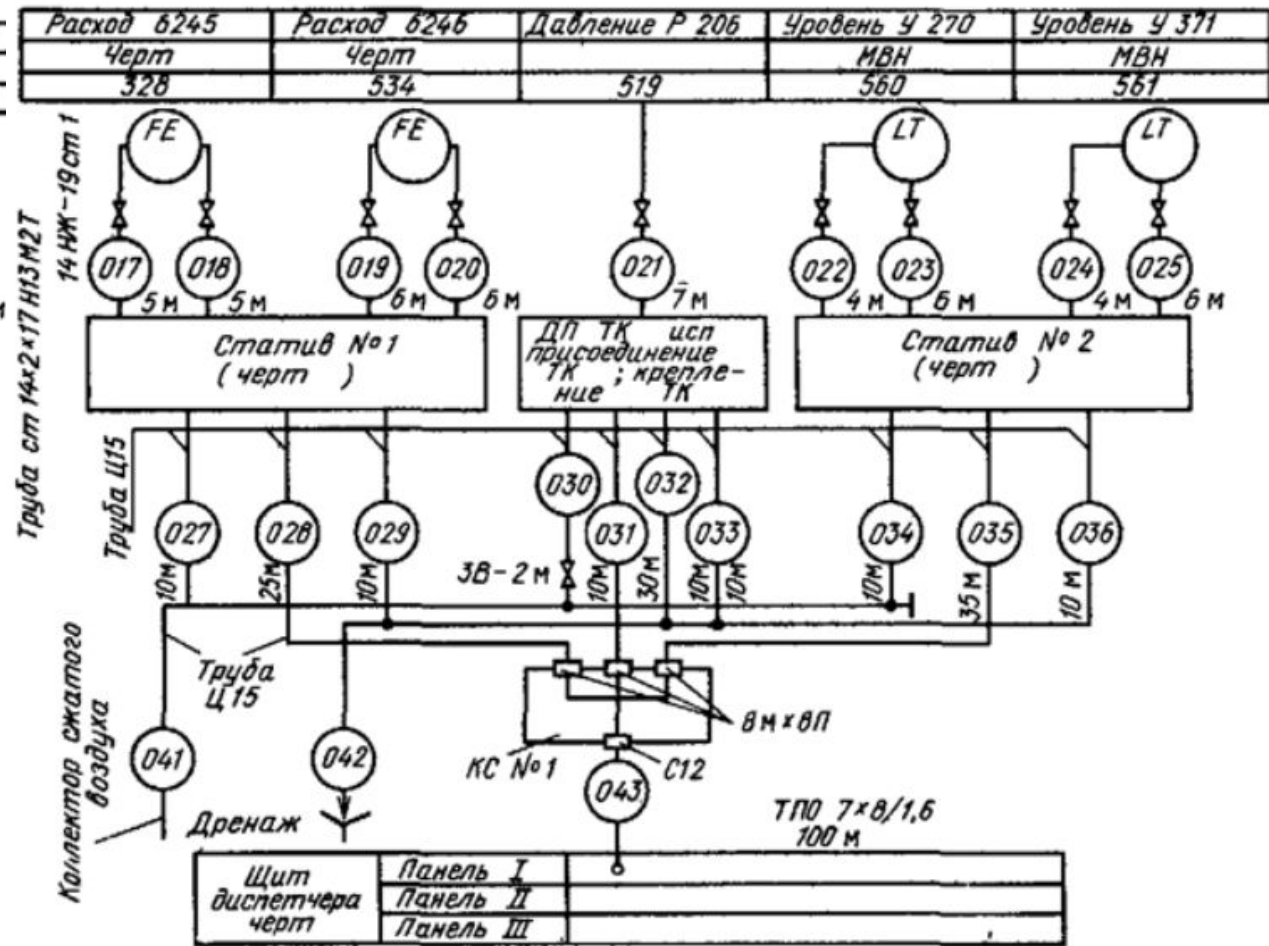 Расход 6245 Расход 6246 Давление Р 206 Уровень У 270 Уровень У 371
Черт Черт МВН МВН
328 534 519 560 561
FE FE LT LT
14 НЖ-19ст 1
Труба ст 14х2х17 Н13М2Т
017 018 019 020 021 022 023 024 025
5 м 5 м 6 м 6 м 7 м 4 м 6 м 4 м 6 м
Статив №1
(черт )
ДП ТК исп
присоединение
ТК ; крепле-
ние ТК
Статив №2
(черт )
Труба Ц15
030 032
027 028 029 031 033 034 035 036
10м 25м 10м 3В-2м 10м 30м 10м 10м 10м 35м 10 м
Труба
Ц15
Коллектор сжатого
воздуха
8м×8П
КС №1 С12
041 042 043
Дренаж
ТПО 7×8/1,6
100 м
Щит
диспетчера
черт
Панель I
Панель II
Панель III